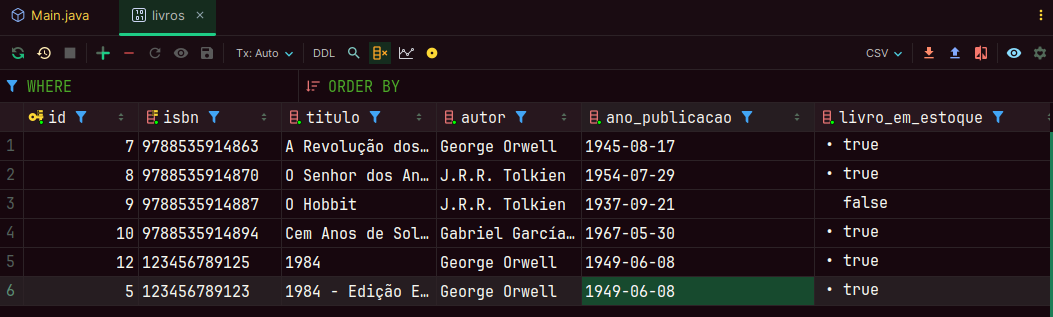 Main.java livros
Tx: Auto DDL CSV
WHERE ORDER BY
id isbn titulo autor ano_publicacao livro_em_estoque
1 7 9788535914863 A Revolução dos… George Orwell 1945-08-17 true
2 8 9788535914870 O Senhor dos An… J.R.R. Tolkien 1954-07-29 true
3 9 9788535914887 O Hobbit J.R.R. Tolkien 1937-09-21 false
4 10 9788535914894 Cem Anos de Sol… Gabriel García… 1967-05-30 true
5 12 123456789125 1984 George Orwell 1949-06-08 true
6 5 123456789123 1984 - Edição E… George Orwell 1949-06-08 true